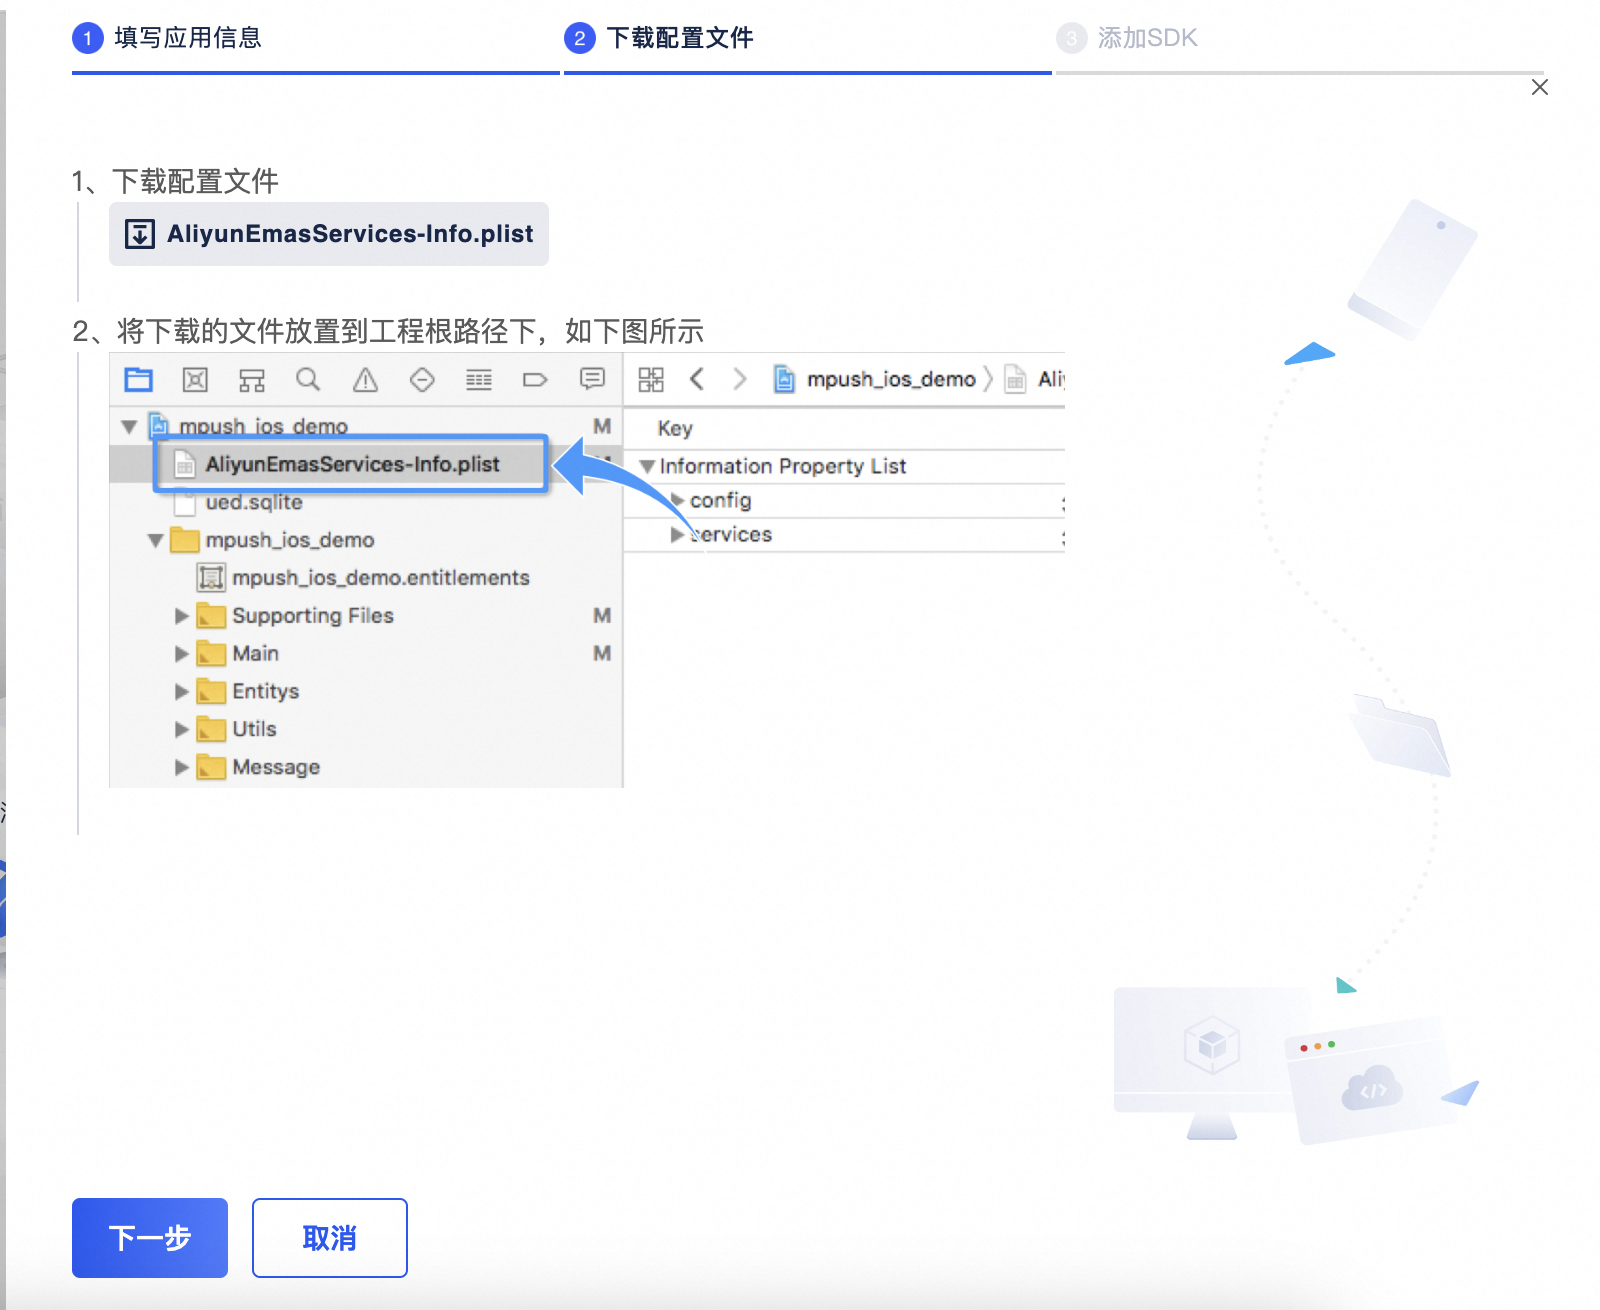 1 填写应用信息
2 下载配置文件
3 添加SDK
1、下载配置文件
AliyunEmasServices-Info.plist
2、将下载的文件放置到工程根路径下，如下图所示
mpush_ios_demo
Ali
mpush_ios_demo M
Key
AliyunEmasServices-Info.plist
Information Property List
ued.sqlite
config
mpush_ios_demo
services
mpush_ios_demo.entitlements
Supporting Files M
Main M
Entitys
Utils
Message
</>
下一步
取消